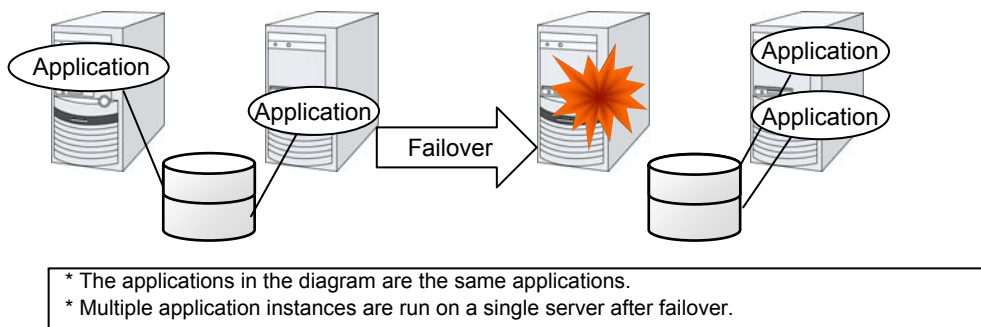 Application
Application
Failover
Application
Application
* The applications in the diagram are the same applications.
* Multiple application instances are run on a single server after failover.